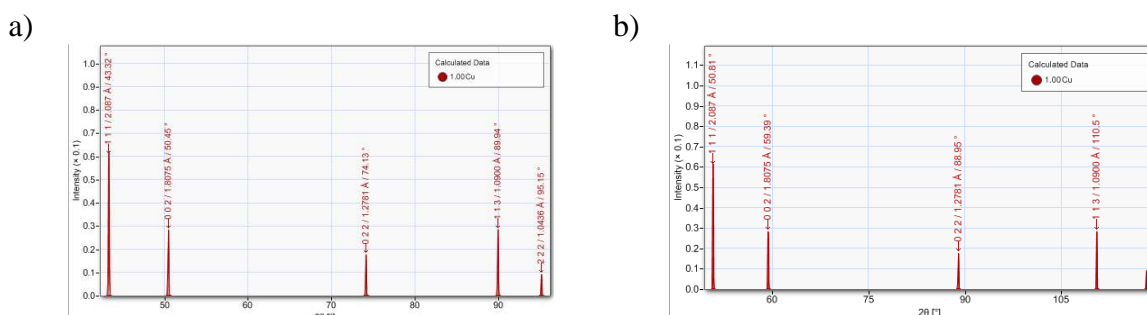 a)
b)
1.0
0.9
0.8
0.7
0.6
0.5
0.4
0.3
0.2
0.1
0.0
Intensity (× 0.1)
1 1 1 / 2.087 Å / 43.32 °
0 0 2 / 1.8075 Å / 50.45 °
0 2 2 / 1.2781 Å / 74.13 °
1 1 3 / 1.0900 Å / 89.94 °
2 2 2 / 1.0436 Å / 95.15 °
Calculated Data
1.00 Cu
50
60
70
80
90
1.1
1.0
0.9
0.8
0.7
0.6
0.5
0.4
0.3
0.2
0.1
0.0
Intensity (× 0.1)
1 1 1 / 2.087 Å / 50.81 °
0 0 2 / 1.8075 Å / 59.39 °
0 2 2 / 1.2781 Å / 88.95 °
1 1 3 / 1.0900 Å / 110.5 °
Calculated Data
1.00 Cu
60
75
90
105
2θ [°]